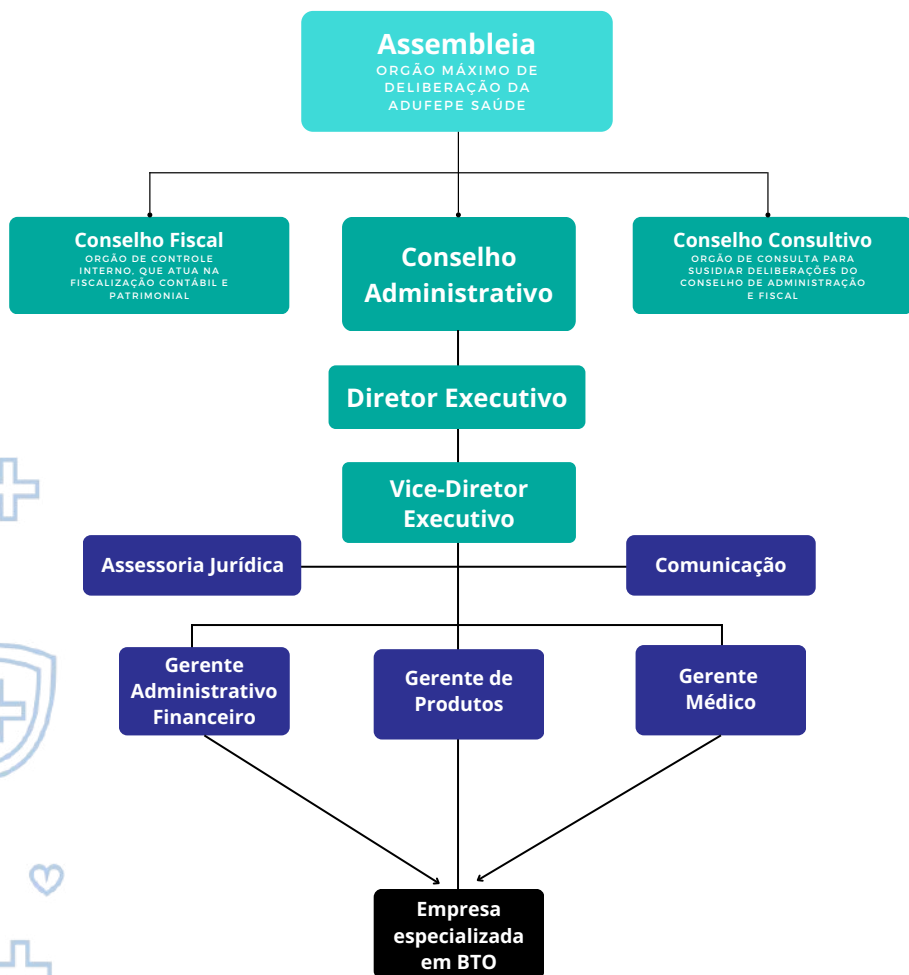 Assembleia
ORGÃO MÁXIMO DE
DELIBERAÇÃO DA
ADUFEPE SAÚDE
Conselho Fiscal
ORGÃO DE CONTROLE
INTERNO, QUE ATUA NA
FISCALIZAÇÃO CONTÁBIL E
PATRIMONIAL
Conselho
Administrativo
Conselho Consultivo
ORGÃO DE CONSULTA PARA
SUSIDIAR DELIBERAÇÕES DO
CONSELHO DE ADMINISTRAÇÃO
E FISCAL
Diretor Executivo
Vice-Diretor
Executivo
Assessoria Jurídica
Comunicação
Gerente
Administrativo
Financeiro
Gerente de
Produtos
Gerente
Médico
Empresa
especializada
em BTO